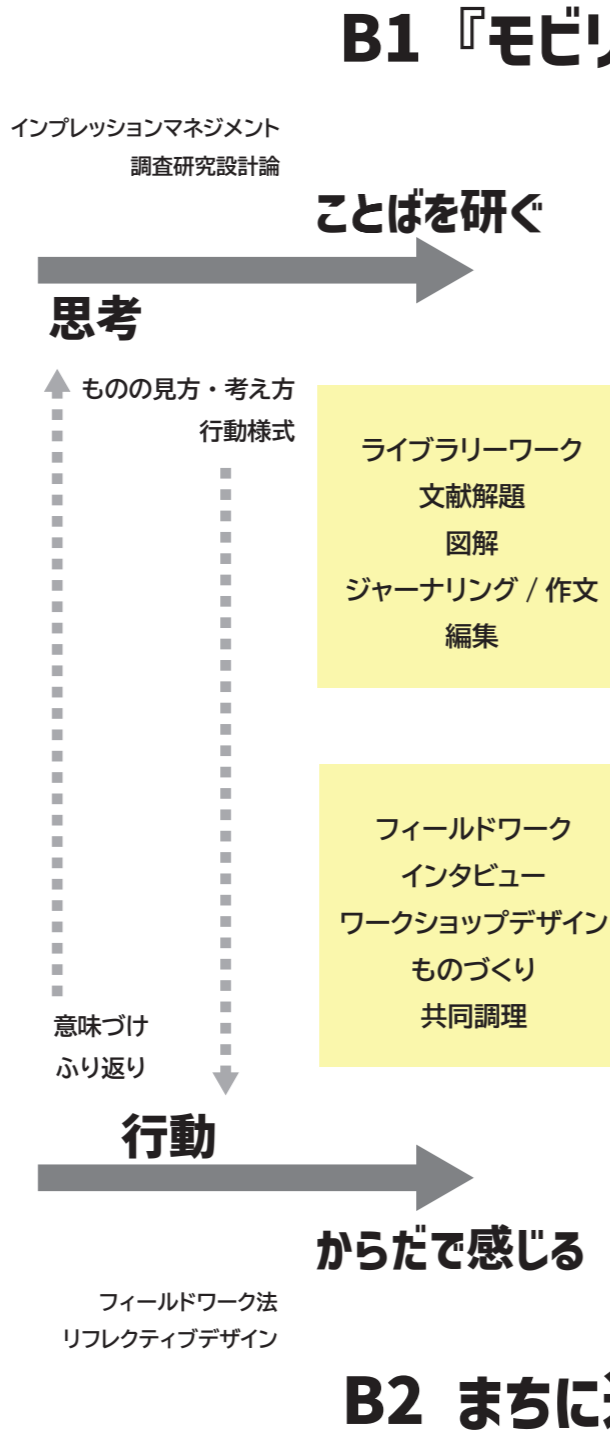 B1『モビリ
インプレッションマネジメント
調査研究設計論
ことばを研ぐ
思考
ものの見方・考え方
行動様式
ライブラリーワーク
文献解題
図解
ジャーナリング / 作文
編集
フィールドワーク
インタビュー
ワークショップデザイン
ものづくり
共同調理
意味づけ
ふり返り
行動
からだで感じる
フィールドワーク法
リフレクティブデザイン
B2 まちに